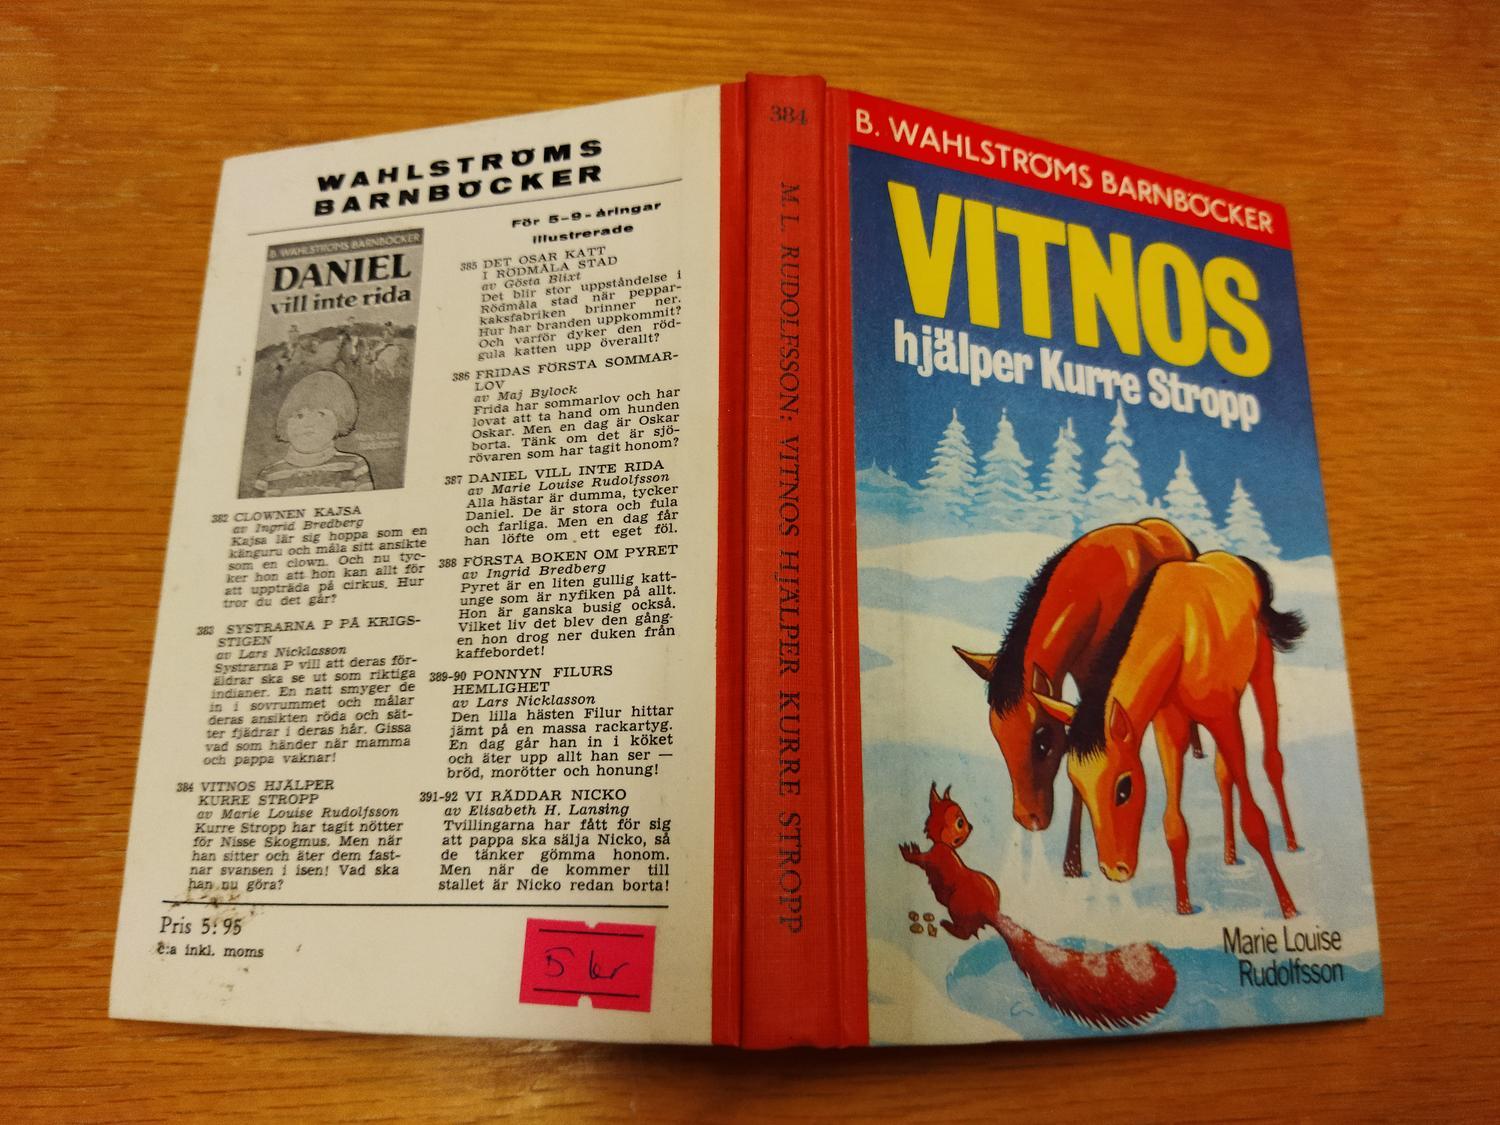 WAHLSTRÖMS
BARNBÖCKER
För 5-9-åringar
illustrerade
B. WAHLSTRÖMS BARNBÖCKER
DANIEL
vill inte rida
382 CLOWNEN KAJSA
av Ingrid Bredberg
Kajsa lär sig hoppa som en
känguru och måla sitt ansikte
som en clown. Och nu tyc-
ker hon att hon kan allt för
att uppträda på cirkus. Hur
tror du det går?
383 SYSTRARNA P PÅ KRIGS-
STIGEN
av Lars Nicklasson
Systrarna P vill att deras för-
äldrar ska se ut som riktiga
indianer. En natt smyger de
in i sovrummet och målar
deras ansikten röda och sät-
ter fjädrar i deras hår. Gissa
vad som händer när mamma
och pappa vaknar!
384 VITNOS HJÄLPER
KURRE STROPP
av Marie Louise Rudolfsson
Kurre Stropp har tagit nötter
för Nisse Skogmus. Men när
han sitter och äter dem fast-
nar svansen i isen! Vad ska
han nu göra?
385 DET OSAR KATT
I RÖDMÅLA STAD
av Gösta Blixt
Det blir stor uppståndelse i
Rödmåla stad när peppar-
kaksfabriken brinner ner.
Hur har branden uppkommit?
Och varför dyker den röd-
gula katten upp överallt?
386 FRIDAS FÖRSTA SOMMAR-
LOV
av Maj Bylock
Frida har sommarlov och har
lovat att ta hand om hunden
Oskar. Men en dag är Oskar
borta. Tänk om det är sjö-
rövaren som har tagit honom?
387 DANIEL VILL INTE RIDA
av Marie Louise Rudolfsson
Alla hästar är dumma, tycker
Daniel. De är stora och fula
och farliga. Men en dag får
han löfte om ett eget föl.
388 FÖRSTA BOKEN OM PYRET
av Ingrid Bredberg
Pyret är en liten gullig katt-
unge som är nyfiken på allt.
Hon är ganska busig också.
Vilket liv det blev den gång-
en hon drog ner duken från
kaffebordet!
389-90 PONNYN FILURS
HEMLIGHET
av Lars Nicklasson
Den lilla hästen Filur hittar
jämt på en massa rackartyg.
En dag går han in i köket
och äter upp allt han ser —
bröd, morötter och honung!
391-92 VI RÄDDAR NICKO
av Elisabeth H. Lansing
Tvillingarna har fått för sig
att pappa ska sälja Nicko, så
de tänker gömma honom.
Men när de kommer till
stallet är Nicko redan borta!
Pris 5:95
c:a inkl. moms
5 kr
384
M. L. RUDOLFSSON: VITNOS HJÄLPER KURRE STROPP
B. WAHLSTRÖMS BARNBÖCKER
VITNOS
hjälper Kurre Stropp
Marie Louise
Rudolfsson